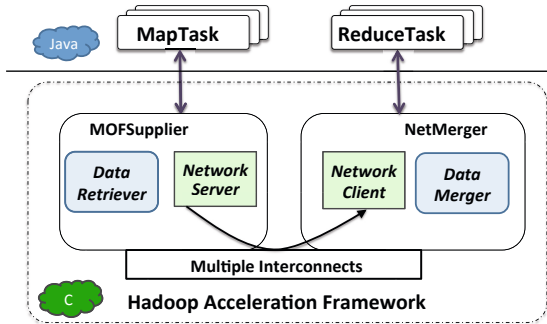 Java
MapTask
ReduceTask
MOFSupplier
NetMerger
Data
Retriever
Network
Server
Network
Client
Data
Merger
Multiple Interconnects
C
Hadoop Acceleration Framework